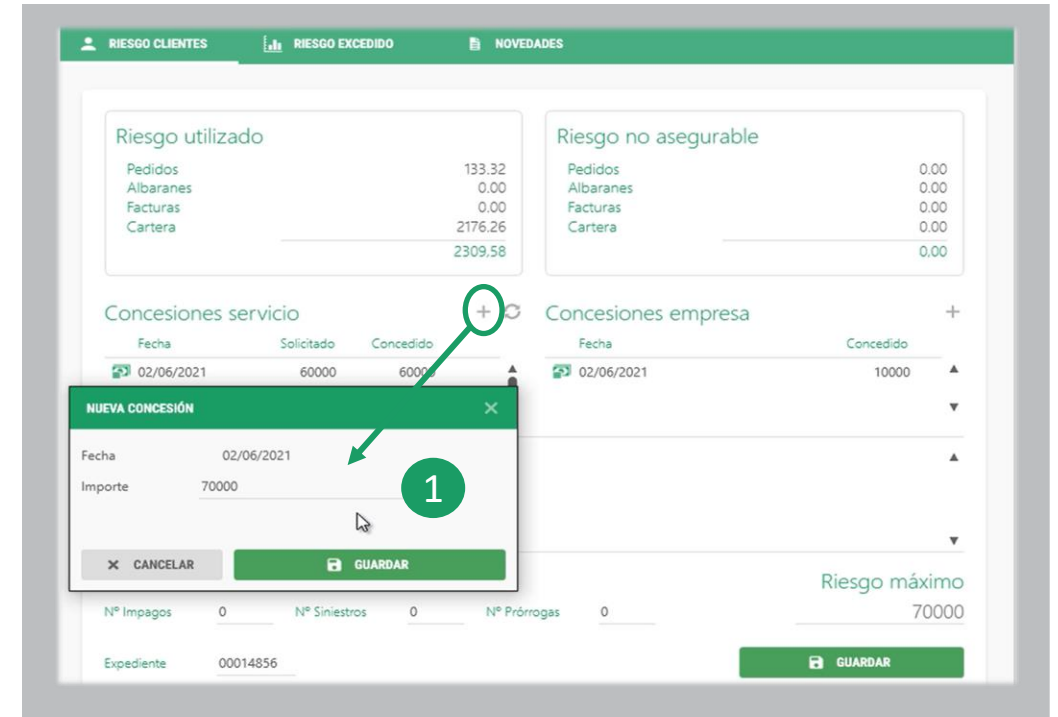 RIESGO CLIENTES RIESGO EXCEDIDO NOVEDADES
Riesgo utilizado
Pedidos 133.32
Albaranes 0.00
Facturas 0.00
Cartera 2176.26
2309,58
Riesgo no asegurable
Pedidos 0.00
Albaranes 0.00
Facturas 0.00
Cartera 0.00
0,00
Concesiones servicio
Fecha Solicitado Concedido
02/06/2021 60000 60000
Concesiones empresa
Fecha Concedido
02/06/2021 10000
NUEVA CONCESIÓN
Fecha 02/06/2021
Importe 70000
1
CANCELAR GUARDAR
Riesgo máximo
70000
Nº Impagos 0 Nº Siniestros 0 Nº Prórrogas 0
Expediente 00014856
GUARDAR